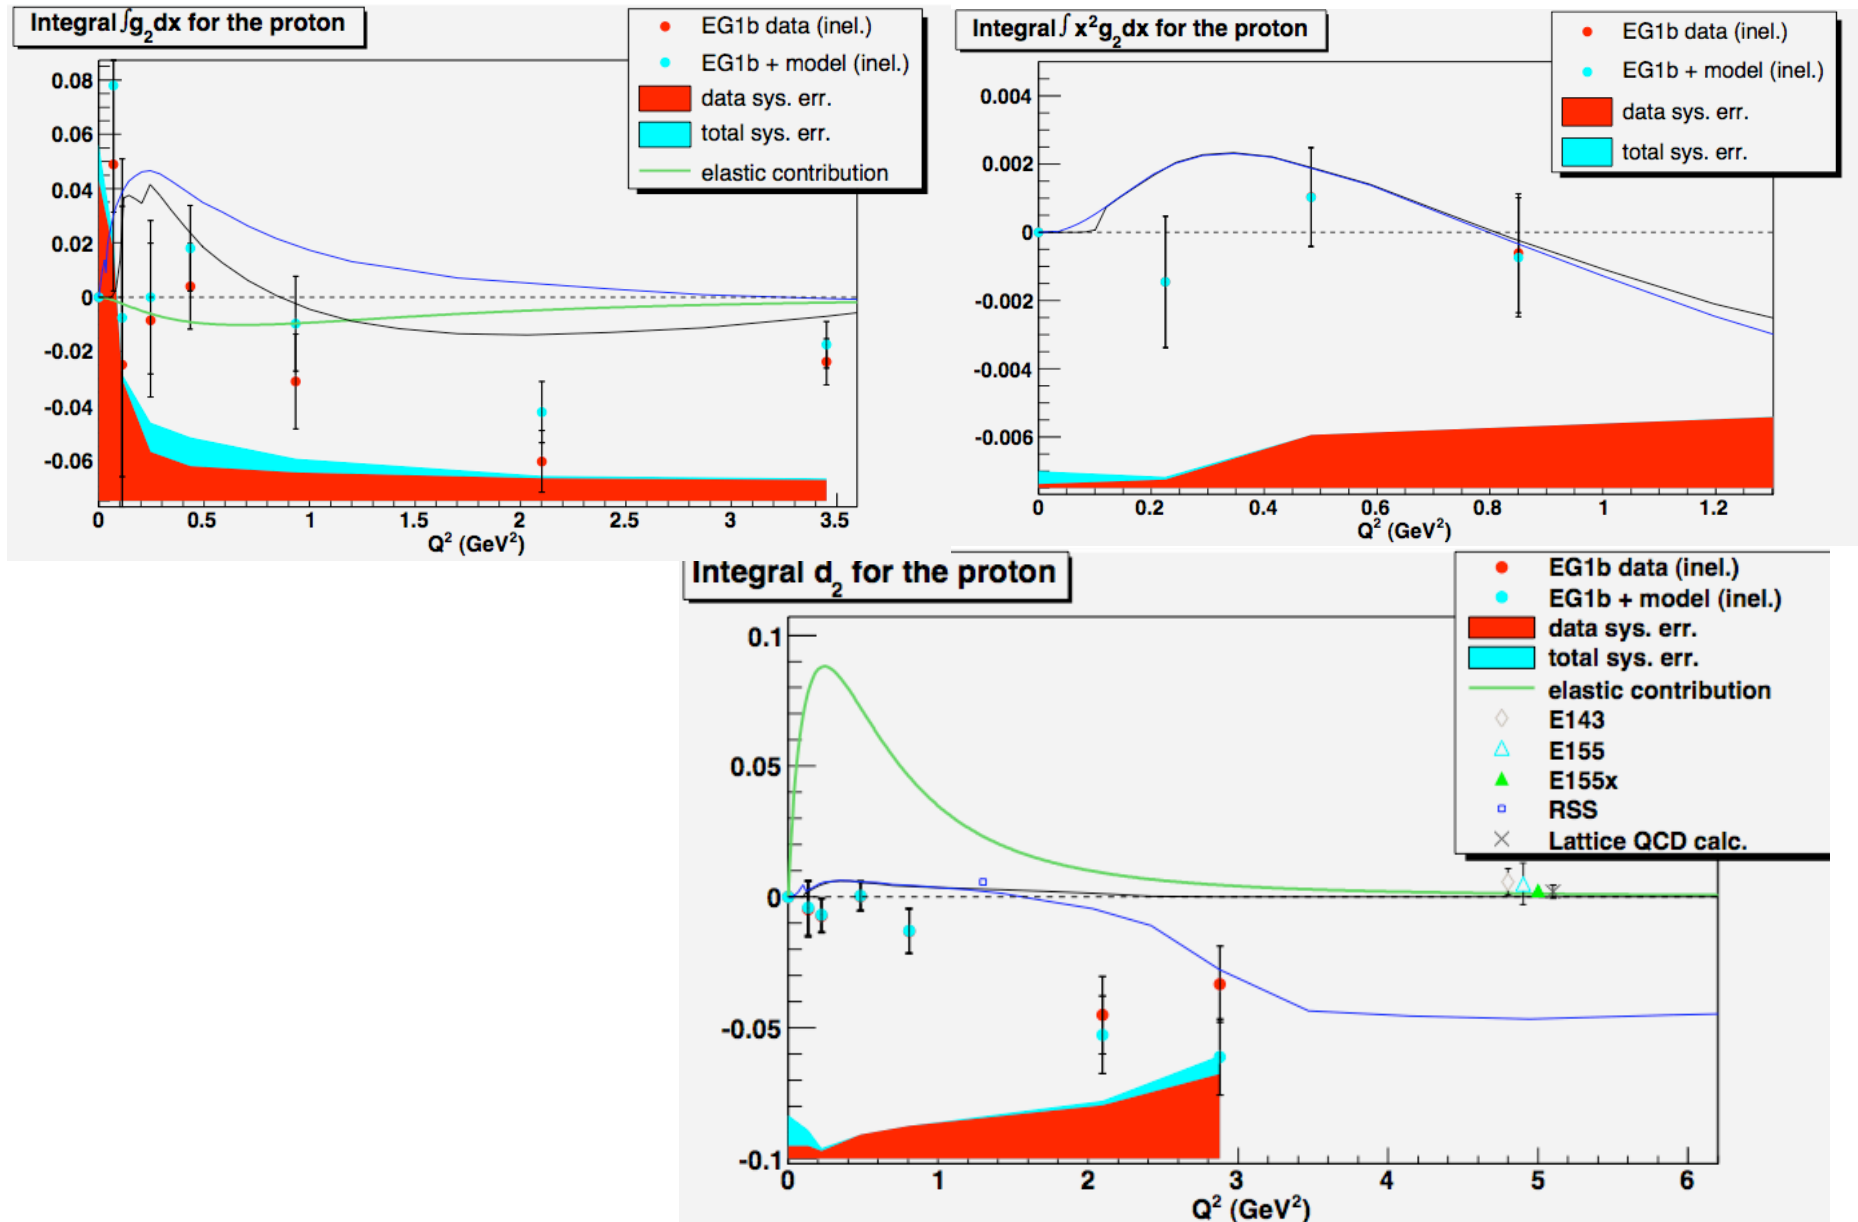 Integral ∫g₂dx for the proton
EG1b data (inel.)
EG1b + model (inel.)
data sys. err.
total sys. err.
elastic contribution
0.08
0.06
0.04
0.02
0
-0.02
-0.04
-0.06
0 0.5 1 1.5 2 2.5 3 3.5
Q² (GeV²)
Integral ∫ x²g₂dx for the proton
EG1b data (inel.)
EG1b + model (inel.)
data sys. err.
total sys. err.
0.004
0.002
0
-0.002
-0.004
-0.006
0 0.2 0.4 0.6 0.8 1 1.2
Q² (GeV²)
Integral d₂ for the proton
EG1b data (inel.)
EG1b + model (inel.)
data sys. err.
total sys. err.
elastic contribution
E143
E155
E155x
RSS
Lattice QCD calc.
0.1
0.05
0
-0.05
-0.1
0 1 2 3 4 5 6
Q² (GeV²)